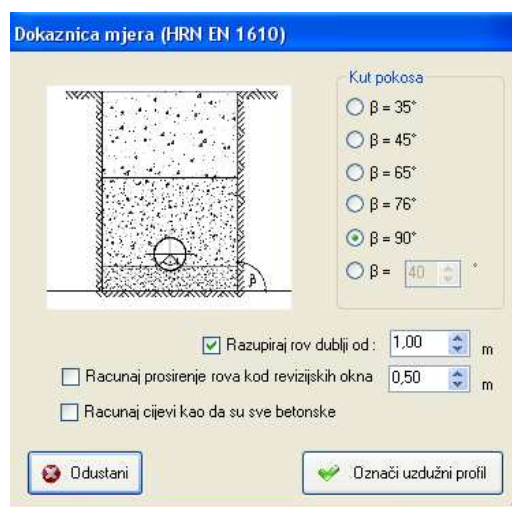 Dokaznica mjera (HRN EN 1610)
Kut pokosa
β = 35°
β = 45°
β = 65°
β = 76°
β = 90°
β = 40 °
β
Razupiraj rov dublji od : 1,00 m
Racunaj prosirenje rova kod revizijskih okna 0,50 m
Racunaj cijevi kao da su sve betonske
Odustani
Označi uzdužni profil